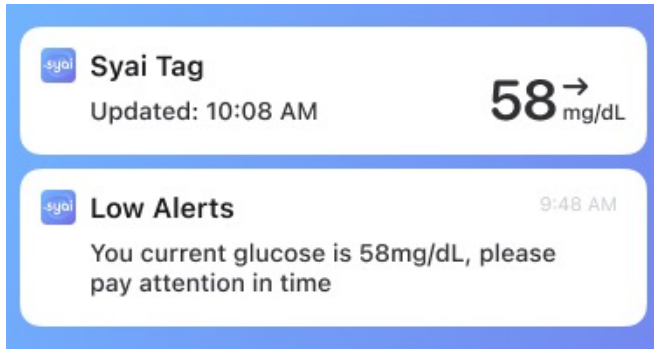 syai
Syai Tag
Updated: 10:08 AM
58 → mg/dL
syai
Low Alerts
9:48 AM
You current glucose is 58mg/dL, please
pay attention in time